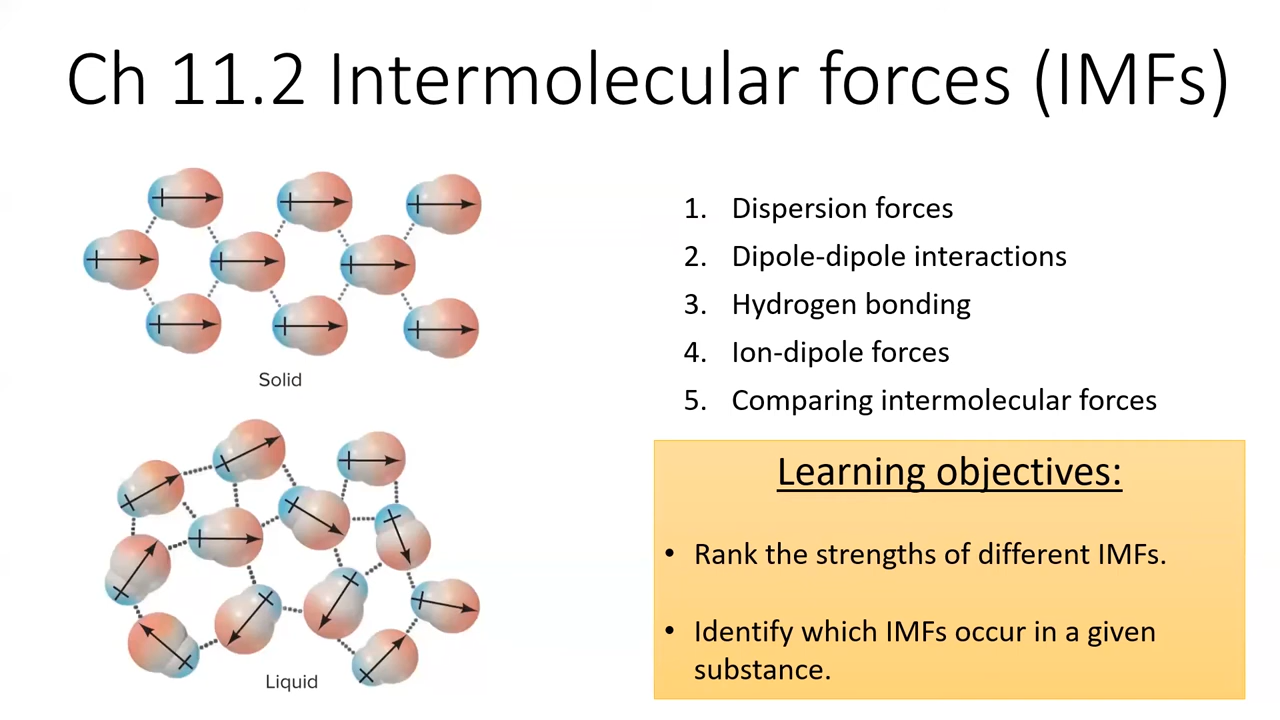 Ch 11.2 Intermolecular forces (IMFs)
Solid
Liquid
1. Dispersion forces
2. Dipole-dipole interactions
3. Hydrogen bonding
4. Ion-dipole forces
5. Comparing intermolecular forces
Learning objectives:
• Rank the strengths of different IMFs.
• Identify which IMFs occur in a given
substance.